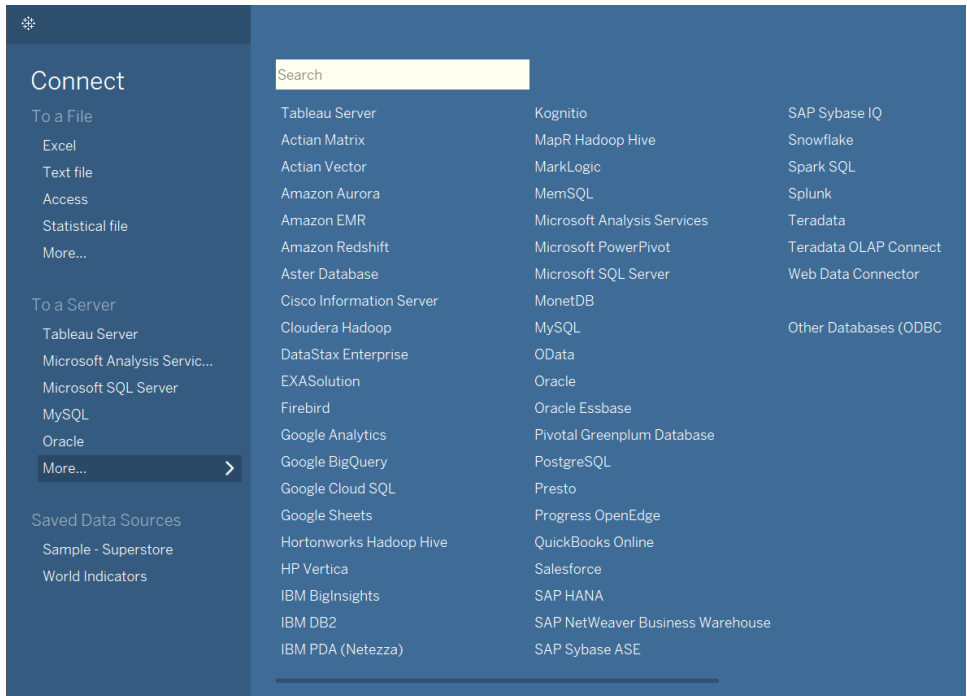 Connect
To a File
Excel
Text file
Access
Statistical file
More...
To a Server
Tableau Server
Microsoft Analysis Servic...
Microsoft SQL Server
MySQL
Oracle
More...
Saved Data Sources
Sample - Superstore
World Indicators
Search
Tableau Server
Actian Matrix
Actian Vector
Amazon Aurora
Amazon EMR
Amazon Redshift
Aster Database
Cisco Information Server
Cloudera Hadoop
DataStax Enterprise
EXASolution
Firebird
Google Analytics
Google BigQuery
Google Cloud SQL
Google Sheets
Hortonworks Hadoop Hive
HP Vertica
IBM BigInsights
IBM DB2
IBM PDA (Netezza)
Kognitio
MapR Hadoop Hive
MarkLogic
MemSQL
Microsoft Analysis Services
Microsoft PowerPivot
Microsoft SQL Server
MonetDB
MySQL
OData
Oracle
Oracle Essbase
Pivotal Greenplum Database
PostgreSQL
Presto
Progress OpenEdge
QuickBooks Online
Salesforce
SAP HANA
SAP NetWeaver Business Warehouse
SAP Sybase ASE
SAP Sybase IQ
Snowflake
Spark SQL
Splunk
Teradata
Teradata OLAP Connect
Web Data Connector
Other Databases (ODBC